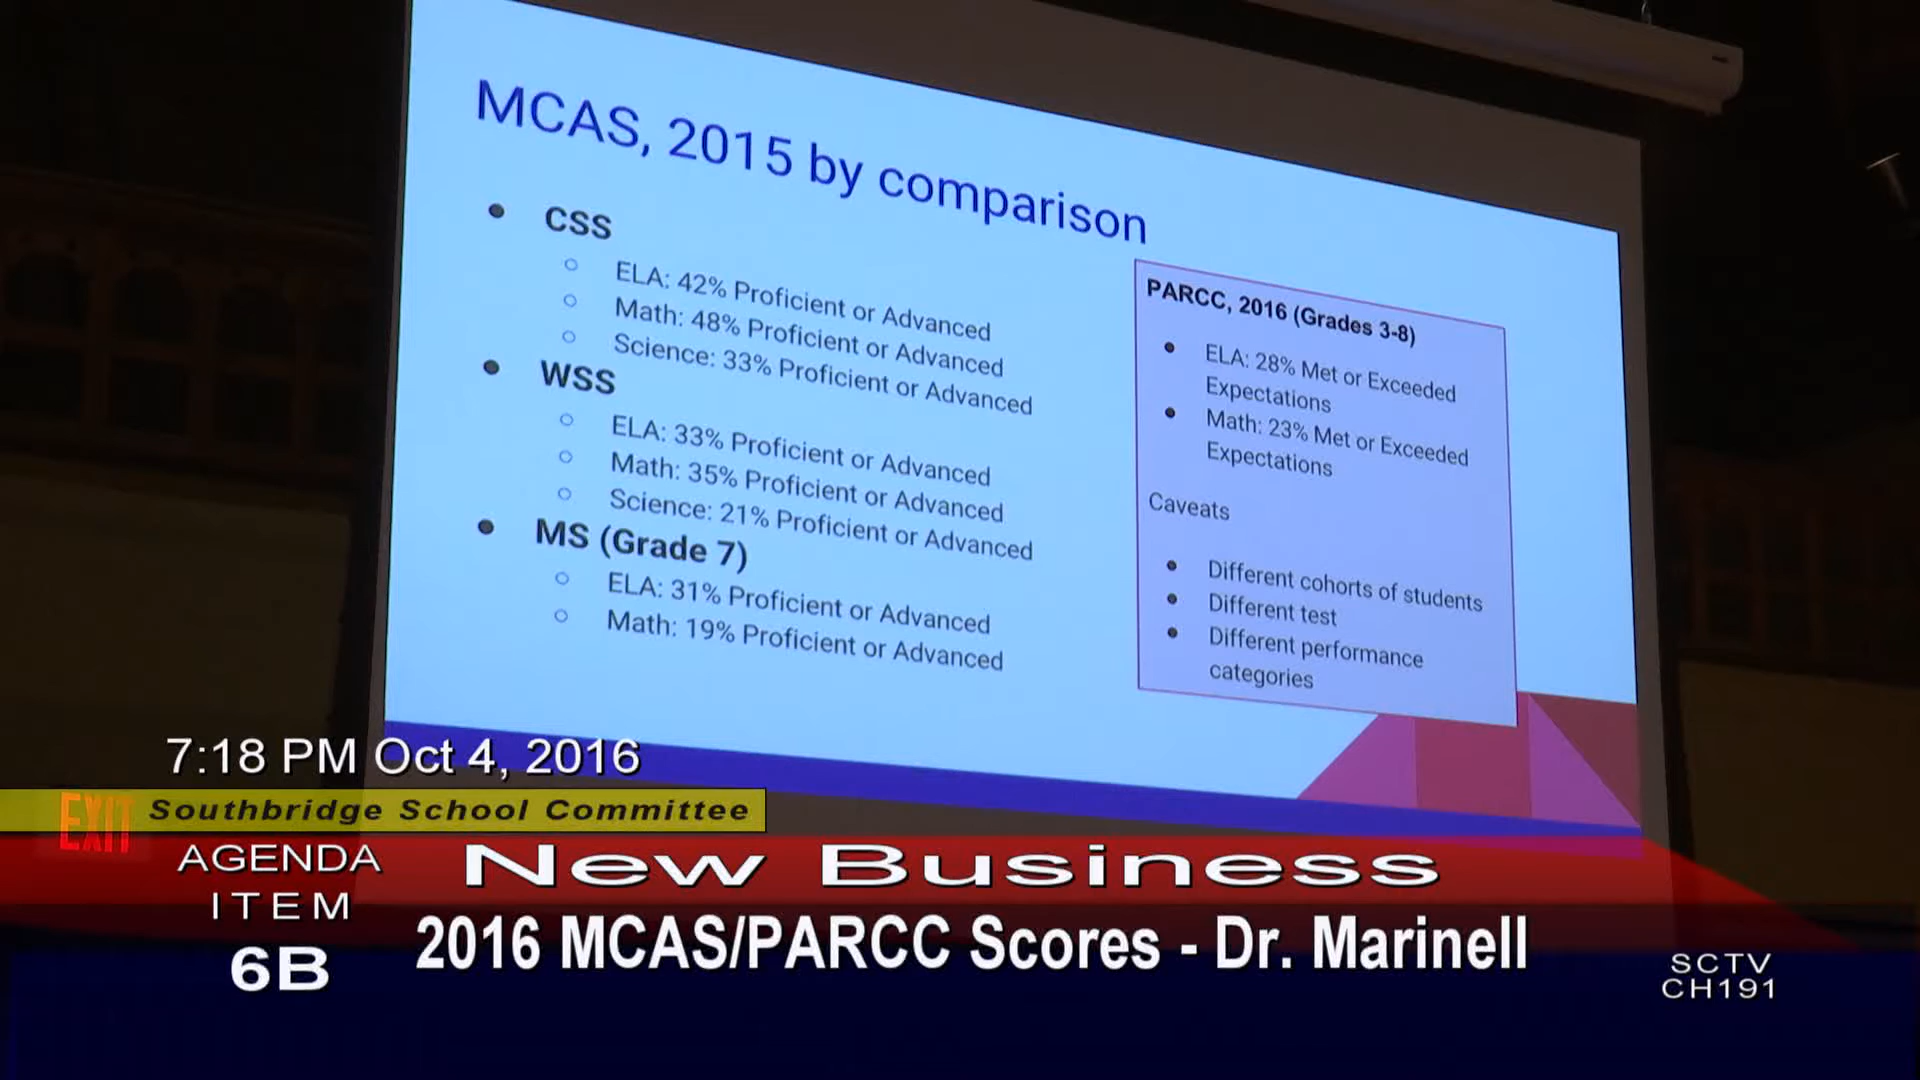 MCAS, 2015 by comparison
CSS
ELA: 42% Proficient or Advanced
Math: 48% Proficient or Advanced
Science: 33% Proficient or Advanced
WSS
ELA: 33% Proficient or Advanced
Math: 35% Proficient or Advanced
Science: 21% Proficient or Advanced
MS (Grade 7)
ELA: 31% Proficient or Advanced
Math: 19% Proficient or Advanced
PARCC, 2016 (Grades 3-8)
ELA: 28% Met or Exceeded
Expectations
Math: 23% Met or Exceeded
Expectations
Caveats
Different cohorts of students
Different test
Different performance
categories
7:18 PM Oct 4, 2016
EXIT
Southbridge School Committee
AGENDA
ITEM
6B
New Business
2016 MCAS/PARCC Scores - Dr. Marinell
SCTV
CH191